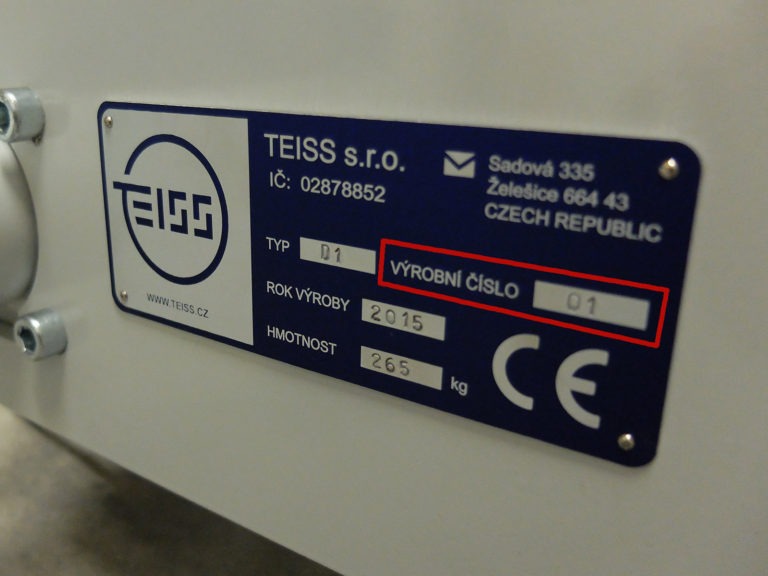 TEISS
WWW.TEISS.CZ
TEISS s.r.o.
IČ: 02878852
Sadová 335
Želešice 664 43
CZECH REPUBLIC
TYP D1
VÝROBNÍ ČÍSLO 01
ROK VÝROBY 2015
HMOTNOST 265 kg
CE